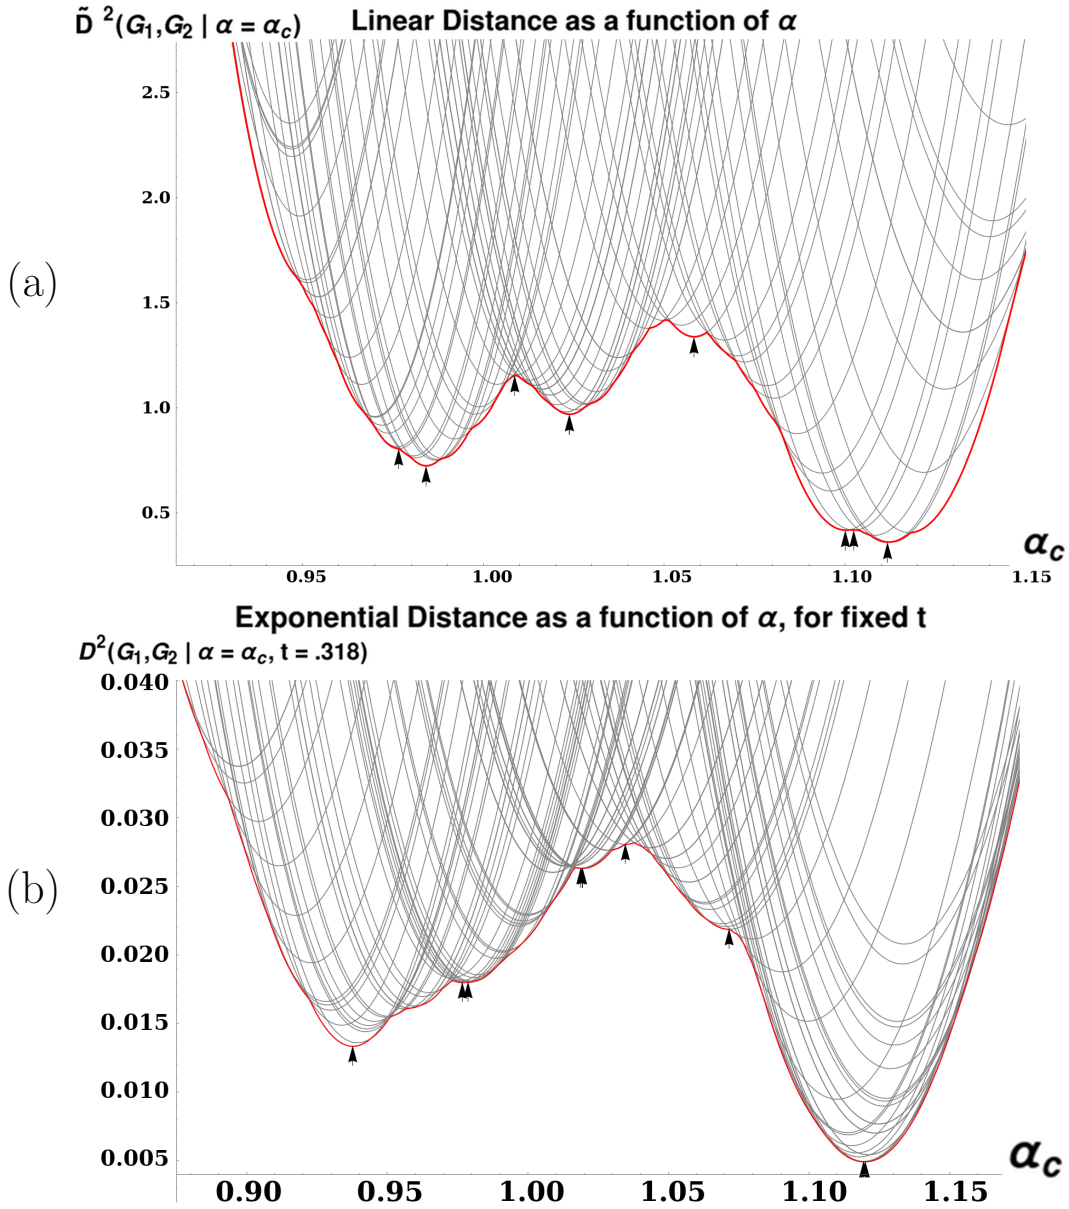 Linear Distance as a function of α
D̃ ²(G₁,G₂ | α = α_c)
(a)
2.5
2.0
1.5
1.0
0.5
0.95 1.00 1.05 1.10 1.15
α_c
Exponential Distance as a function of α, for fixed t
D²(G₁,G₂ | α = α_c, t = .318)
(b)
0.040
0.035
0.030
0.025
0.020
0.015
0.010
0.005
0.90 0.95 1.00 1.05 1.10 1.15
α_c